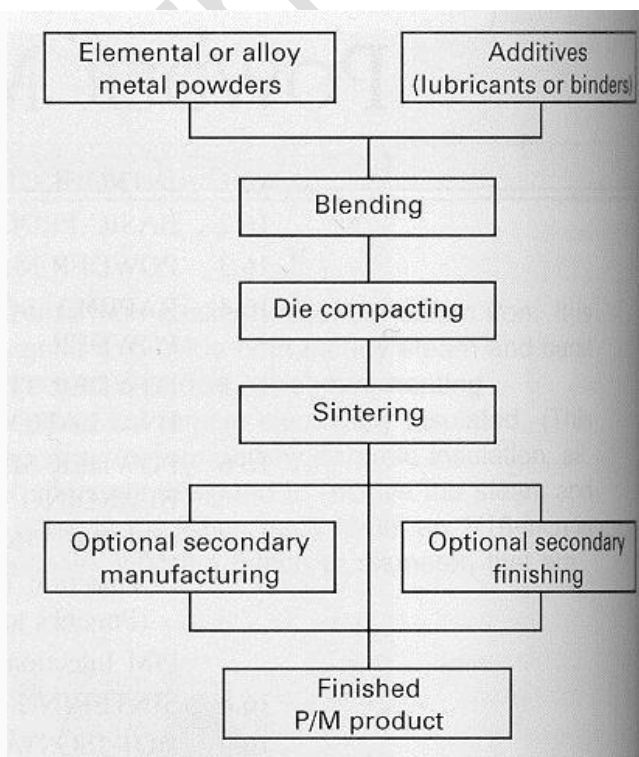 Elemental or alloy
metal powders
Additives
(lubricants or binders)
Blending
Die compacting
Sintering
Optional secondary
manufacturing
Optional secondary
finishing
Finished
P/M product